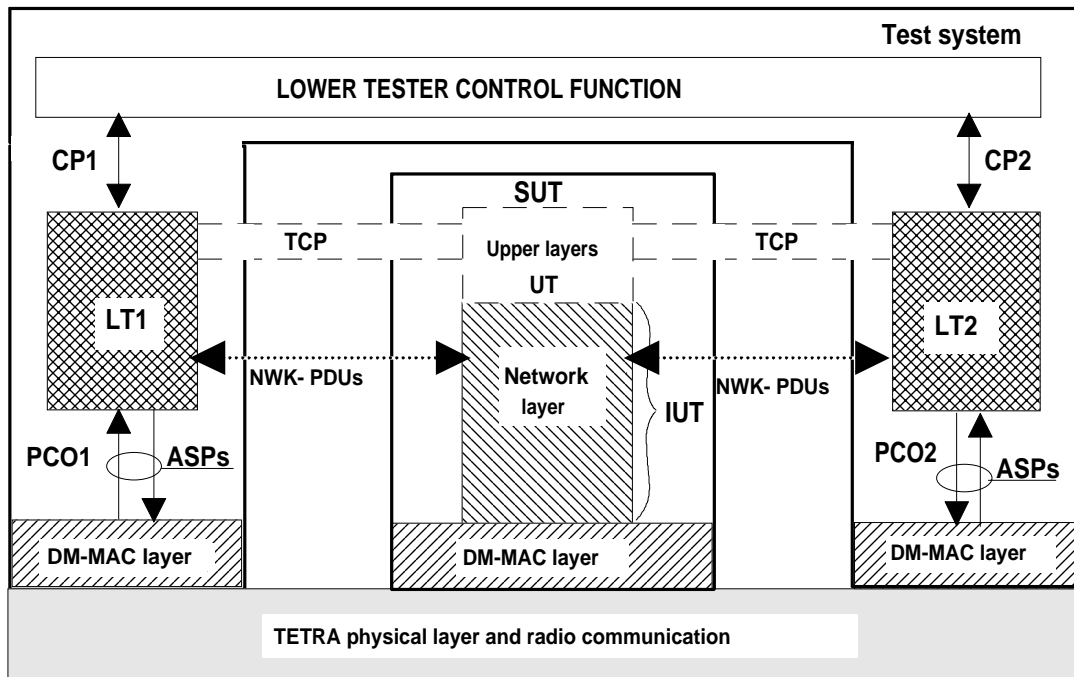 Test system
LOWER TESTER CONTROL FUNCTION
CP1
CP2
SUT
TCP
TCP
Upper layers
UT
LT1
LT2
NWK- PDUs
NWK- PDUs
Network
layer
IUT
PCO1
ASPs
PCO2
ASPs
DM-MAC layer
DM-MAC layer
DM-MAC layer
TETRA physical layer and radio communication